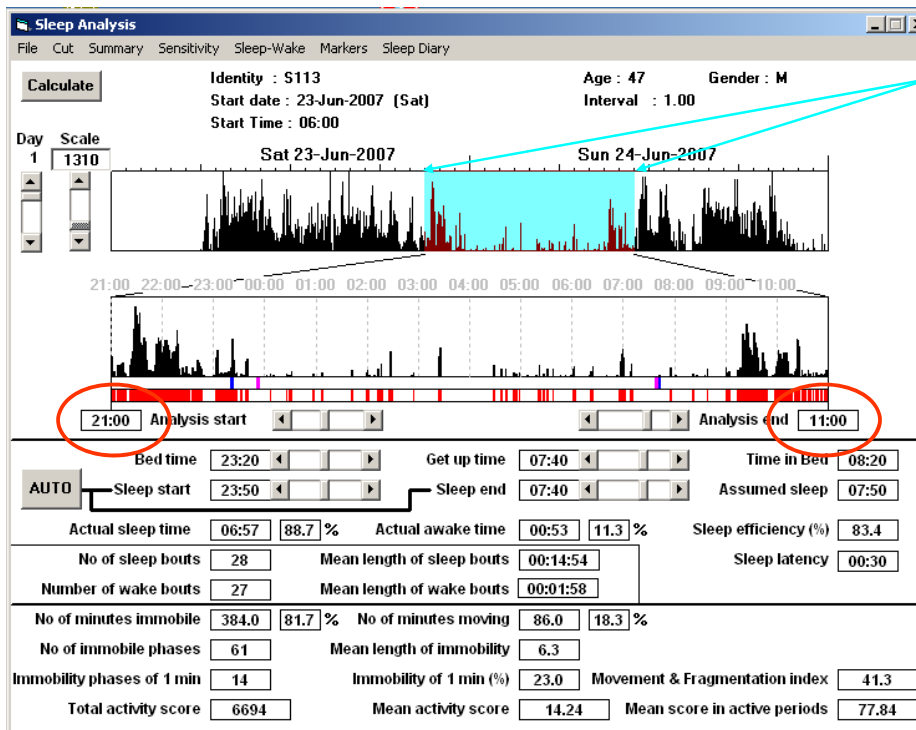 Sleep Analysis
File Cut Summary Sensitivity Sleep-Wake Markers Sleep Diary
Calculate
Identity : S113 Age : 47 Gender : M
Start date : 23-Jun-2007 (Sat) Interval : 1.00
Start Time : 06:00
Day Scale
1 1310
Sat 23-Jun-2007 Sun 24-Jun-2007
21:00 22:00 23:00 00:00 01:00 02:00 03:00 04:00 05:00 06:00 07:00 08:00 09:00 10:00
21:00 Analysis start Analysis end 11:00
Bed time 23:20 Get up time 07:40 Time in Bed 08:20
AUTO Sleep start 23:50 Sleep end 07:40 Assumed sleep 07:50
Actual sleep time 06:57 88.7 % Actual awake time 00:53 11.3 % Sleep efficiency (%) 83.4
No of sleep bouts 28 Mean length of sleep bouts 00:14:54 Sleep latency 00:30
Number of wake bouts 27 Mean length of wake bouts 00:01:58
No of minutes immobile 384.0 81.7 % No of minutes moving 86.0 18.3 %
No of immobile phases 61 Mean length of immobility 6.3
Immobility phases of 1 min 14 Immobility of 1 min (%) 23.0 Movement & Fragmentation index 41.3
Total activity score 6694 Mean activity score 14.24 Mean score in active periods 77.84